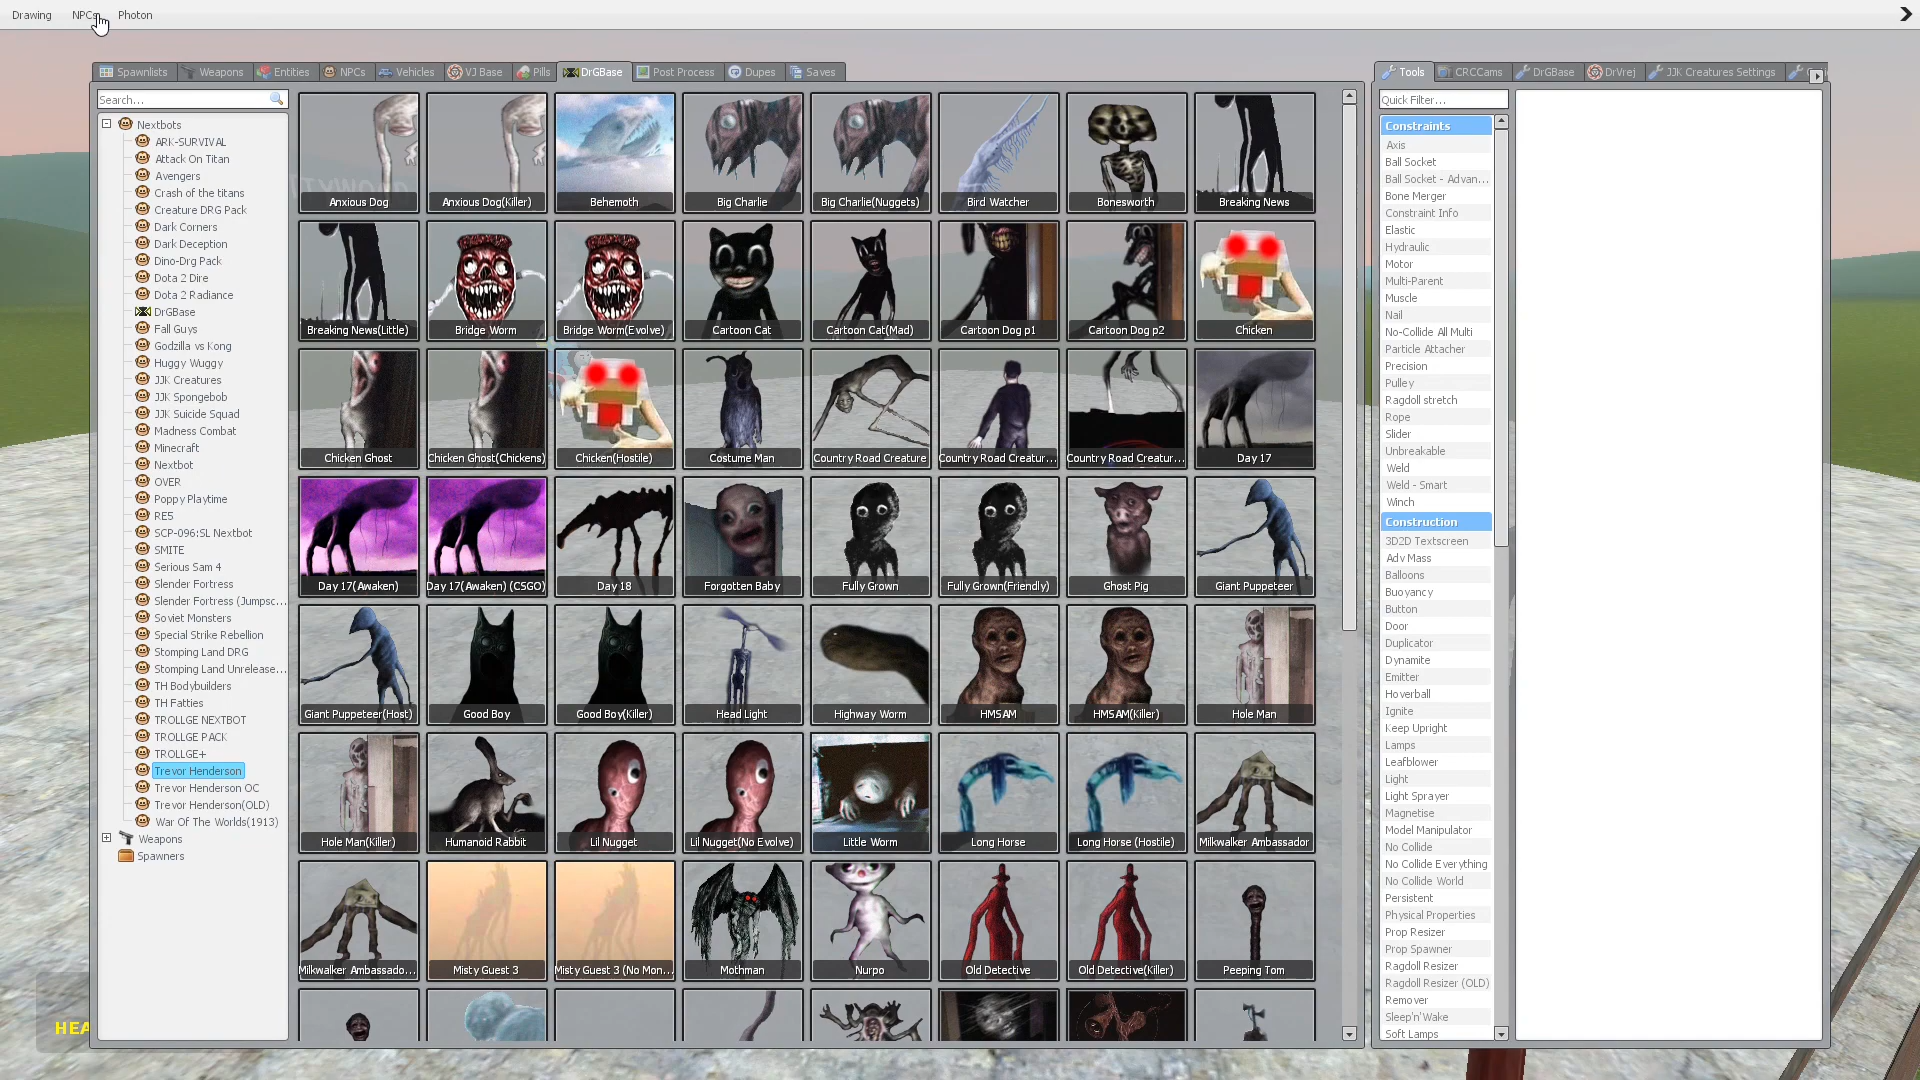 Drawing NPCs Photon
Spawnlists Weapons Entities NPCs Vehicles VJ Base Pills DrGBase Post Process Dupes Saves
Tools CRCCams DrGBase DrVrej JJK Creatures Settings
Search...
Nextbots
ARK-SURVIVAL
Attack On Titan
Avengers
Crash of the titans
Creature DRG Pack
Dark Corners
Dark Deception
Dino-Drg Pack
Dota 2 Dire
Dota 2 Radiance
DrGBase
Fall Guys
Godzilla vs Kong
Huggy Wuggy
JJK Creatures
JJK Spongebob
JJK Suicide Squad
Madness Combat
Minecraft
Nextbot
OVER
Poppy Playtime
RE5
SCP-096:SL Nextbot
SMITE
Serious Sam 4
Slender Fortress
Slender Fortress (Jumpsc...
Soviet Monsters
Special Strike Rebellion
Stomping Land DRG
Stomping Land Unrelease...
TH Bodybuilders
TH Fatties
TROLLGE NEXTBOT
TROLLGE PACK
TROLLGE+
Trevor Henderson
Trevor Henderson OC
Trevor Henderson(OLD)
War Of The Worlds(1913)
Weapons
Spawners
HEA
Anxious Dog Anxious Dog(Killer) Behemoth Big Charlie Big Charlie(Nuggets) Bird Watcher Bonesworth Breaking News
Breaking News(Little) Bridge Worm Bridge Worm(Evolve) Cartoon Cat Cartoon Cat(Mad) Cartoon Dog p1 Cartoon Dog p2 Chicken
Chicken Ghost Chicken Ghost(Chickens) Chicken(Hostile) Costume Man Country Road Creature Country Road Creatur... Country Road Creatur... Day 17
Day 17(Awaken) Day 17(Awaken) (CSGO) Day 18 Forgotten Baby Fully Grown Fully Grown(Friendly) Ghost Pig Giant Puppeteer
Giant Puppeteer(Host) Good Boy Good Boy(Killer) Head Light Highway Worm HMSAM HMSAM(Killer) Hole Man
Hole Man(Killer) Humanoid Rabbit Lil Nugget Lil Nugget(No Evolve) Little Worm Long Horse Long Horse (Hostile) Milkwalker Ambassador
Milkwalker Ambassado... Misty Guest 3 Misty Guest 3 (No Mon... Mothman Nurpo Old Detective Old Detective(Killer) Peeping Tom
Quick Filter...
Constraints
Axis
Ball Socket
Ball Socket - Advan...
Bone Merger
Constraint Info
Elastic
Hydraulic
Motor
Multi-Parent
Muscle
Nail
No-Collide All Multi
Particle Attacher
Precision
Pulley
Ragdoll stretch
Rope
Slider
Unbreakable
Weld
Weld - Smart
Winch
Construction
3D2D Textscreen
Adv Mass
Balloons
Buoyancy
Button
Door
Duplicator
Dynamite
Emitter
Hoverball
Ignite
Keep Upright
Lamps
Leafblower
Light
Light Sprayer
Magnetise
Model Manipulator
No Collide
No Collide Everything
No Collide World
Persistent
Physical Properties
Prop Resizer
Prop Spawner
Ragdoll Resizer
Ragdoll Resizer (OLD)
Remover
Sleep'n'Wake
Soft Lamps